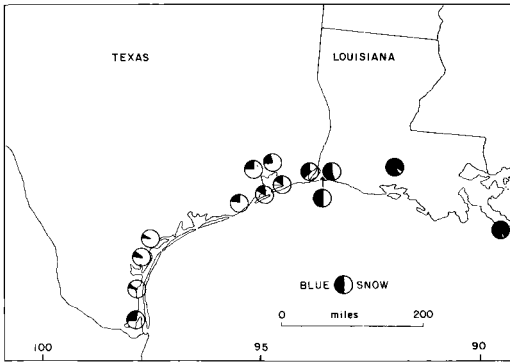 TEXAS
LOUISIANA
BLUE SNOW
0 miles 200
100 95 90